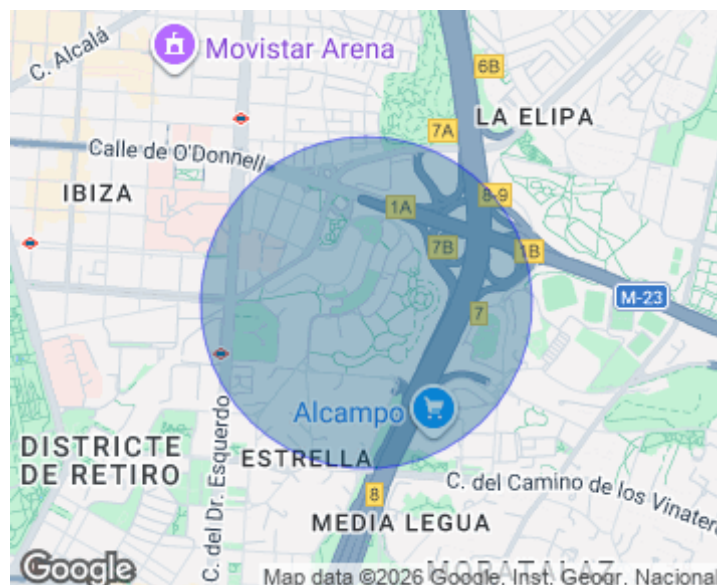 Movistar Arena
C. Alcalá
6B
LA ELIPA
7A
Calle de O'Donnell
IBIZA
8-9
1A
7B
1B
M-23
7
Alcampo
DISTRICTE
DE RETIRO
ESTRELLA
C. del Dr. Esquerdo
C. del Camino de los Vinatero
8
MEDIA LEGUA
MORATALAZ
Google
Map data ©2026 Google, Inst. Geogr. Nacional